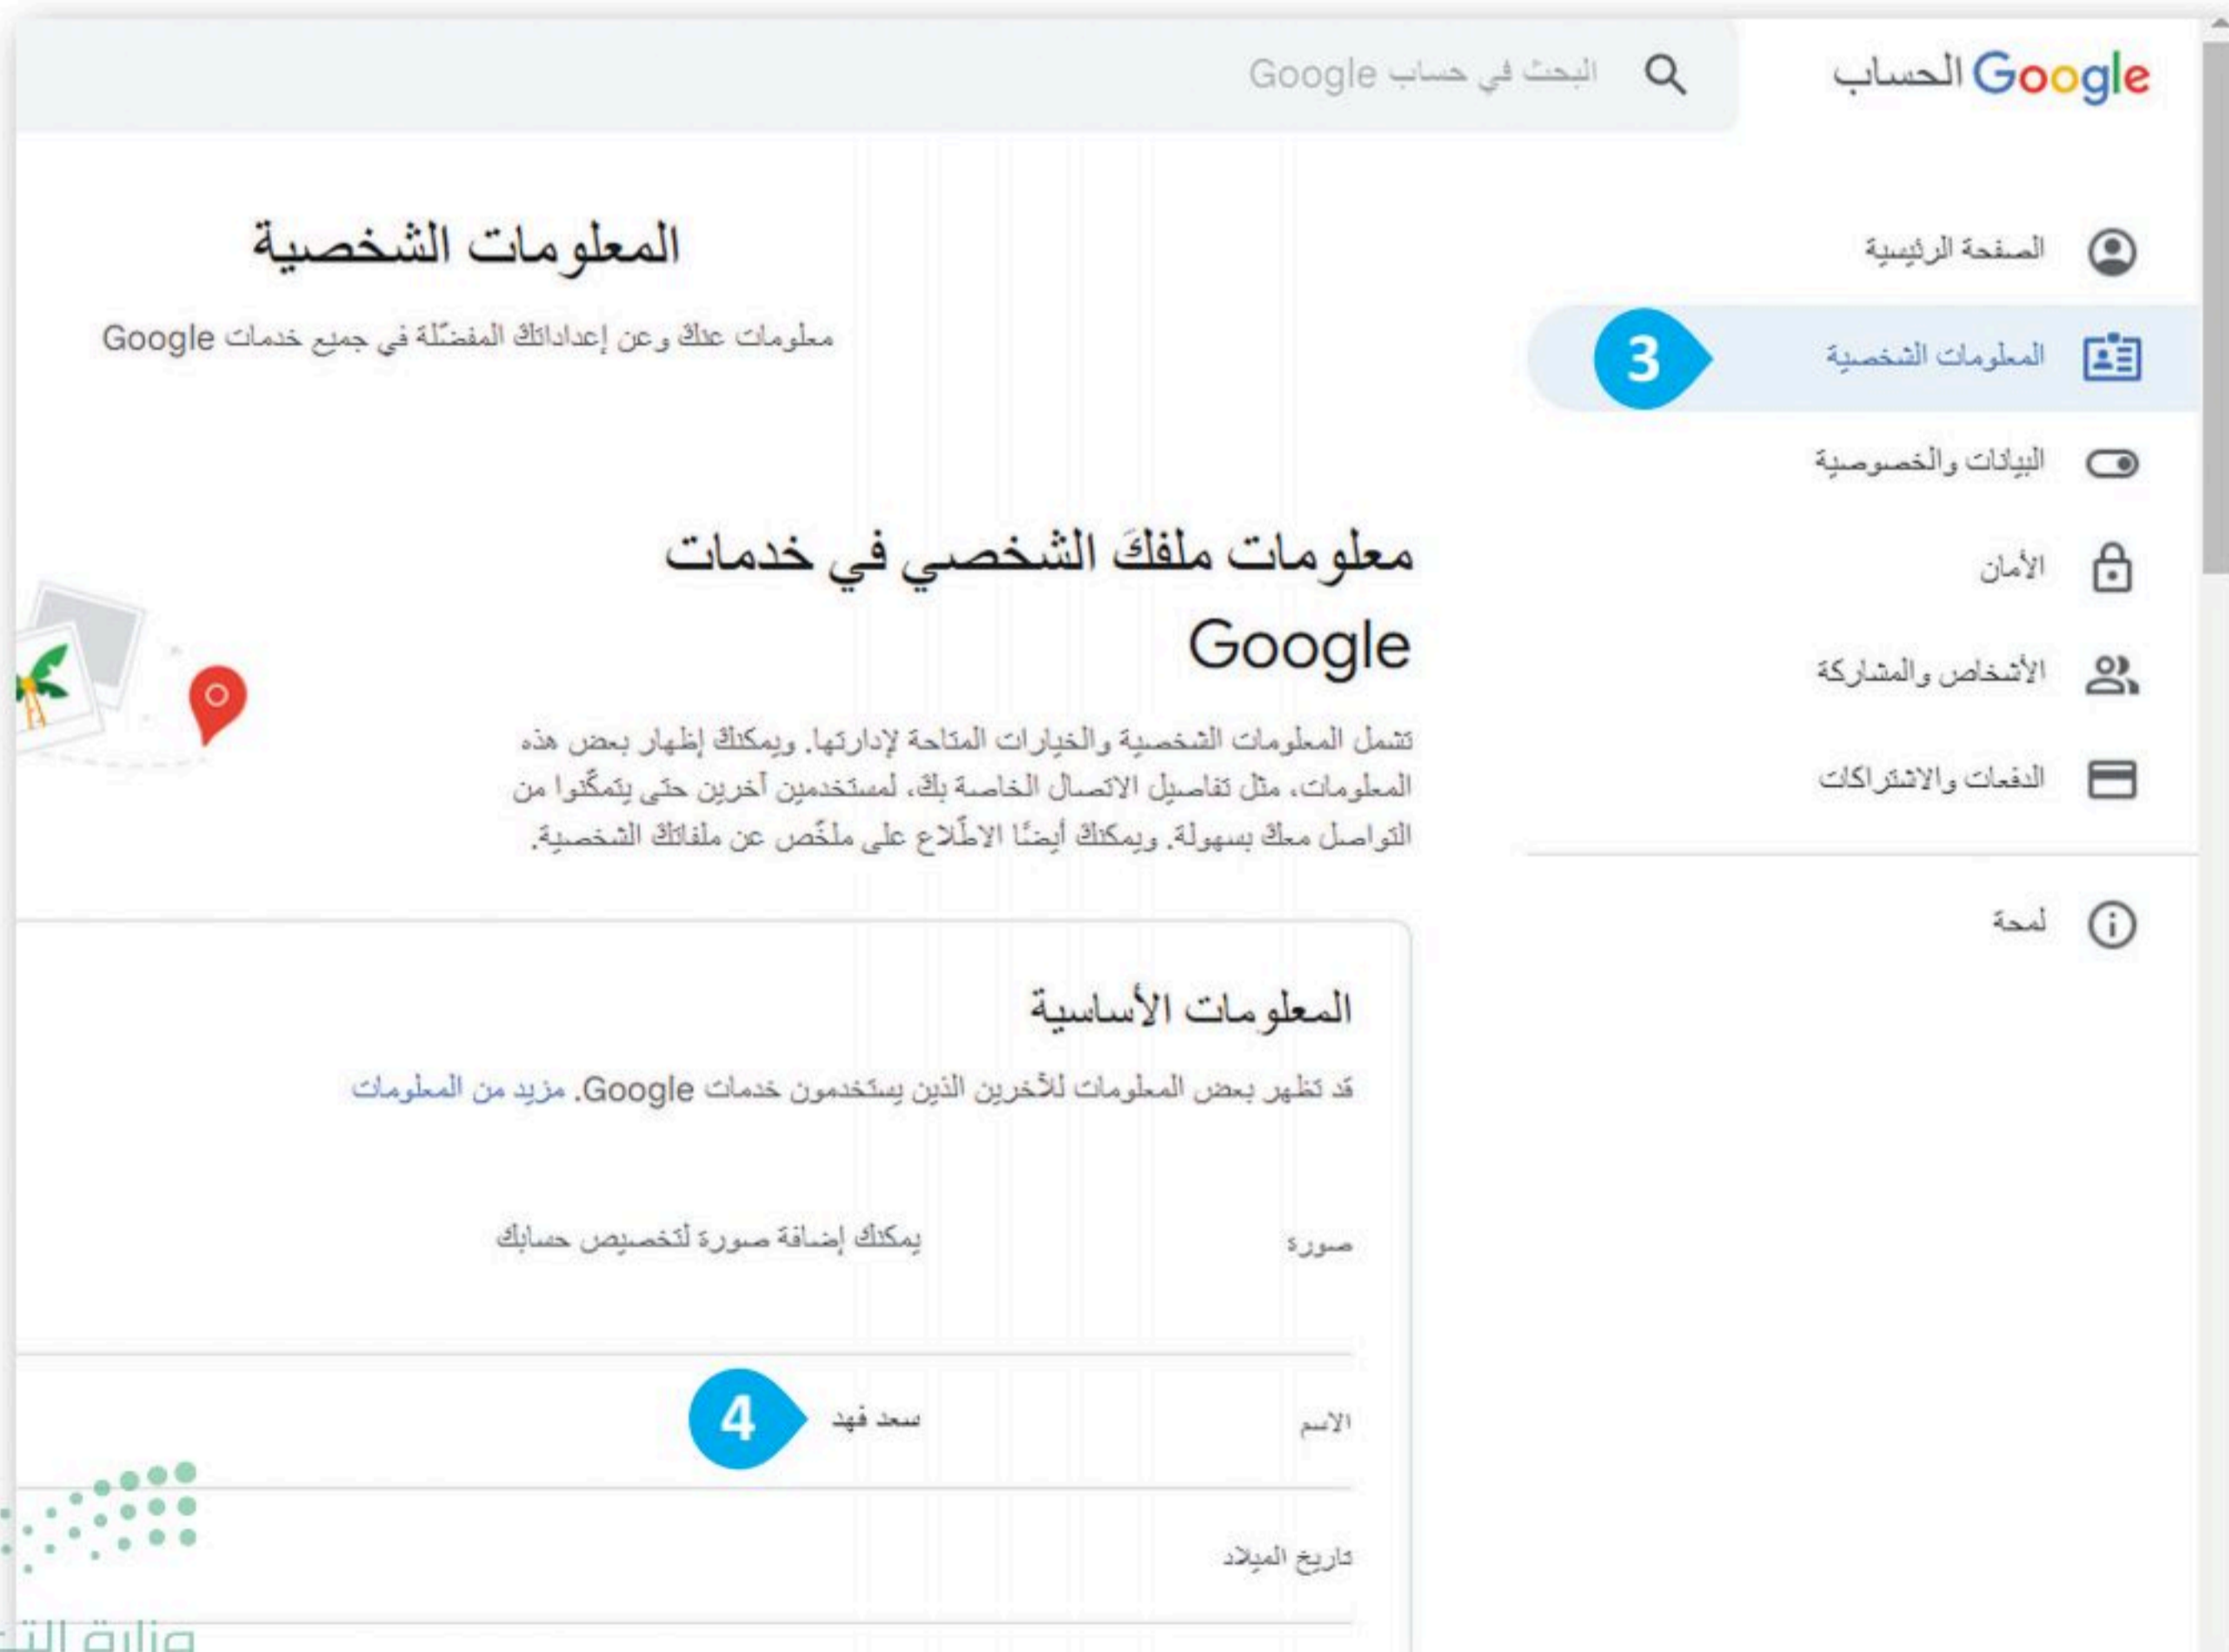 Google الحساب
البحث في حساب Google
الصفحة الرئيسية
المعلومات الشخصية
3
البيانات والخصوصية
الأمان
الأشخاص والمشاركة
الدفعات والاشتراكات
لمحة
المعلومات الشخصية
معلومات عنك وعن إعداداتك المفضّلة في جميع خدمات Google
معلومات ملفكَ الشخصي في خدمات
Google
تشمل المعلومات الشخصية والخيارات المتاحة لإدارتها. ويمكنك إظهار بعض هذه
المعلومات، مثل تفاصيل الاتصال الخاصة بك، لمستخدمين آخرين حتى يتمكّنوا من
التواصل معك بسهولة. ويمكنك أيضًا الاطّلاع على ملخّص عن ملفاتك الشخصية.
المعلومات الأساسية
قد تظهر بعض المعلومات للآخرين الذين يستخدمون خدمات Google. مزيد من المعلومات
صورة
يمكنك إضافة صورة لتخصيص حسابك
الاسم
سعد فهد
4
تاريخ الميلاد
وزارة